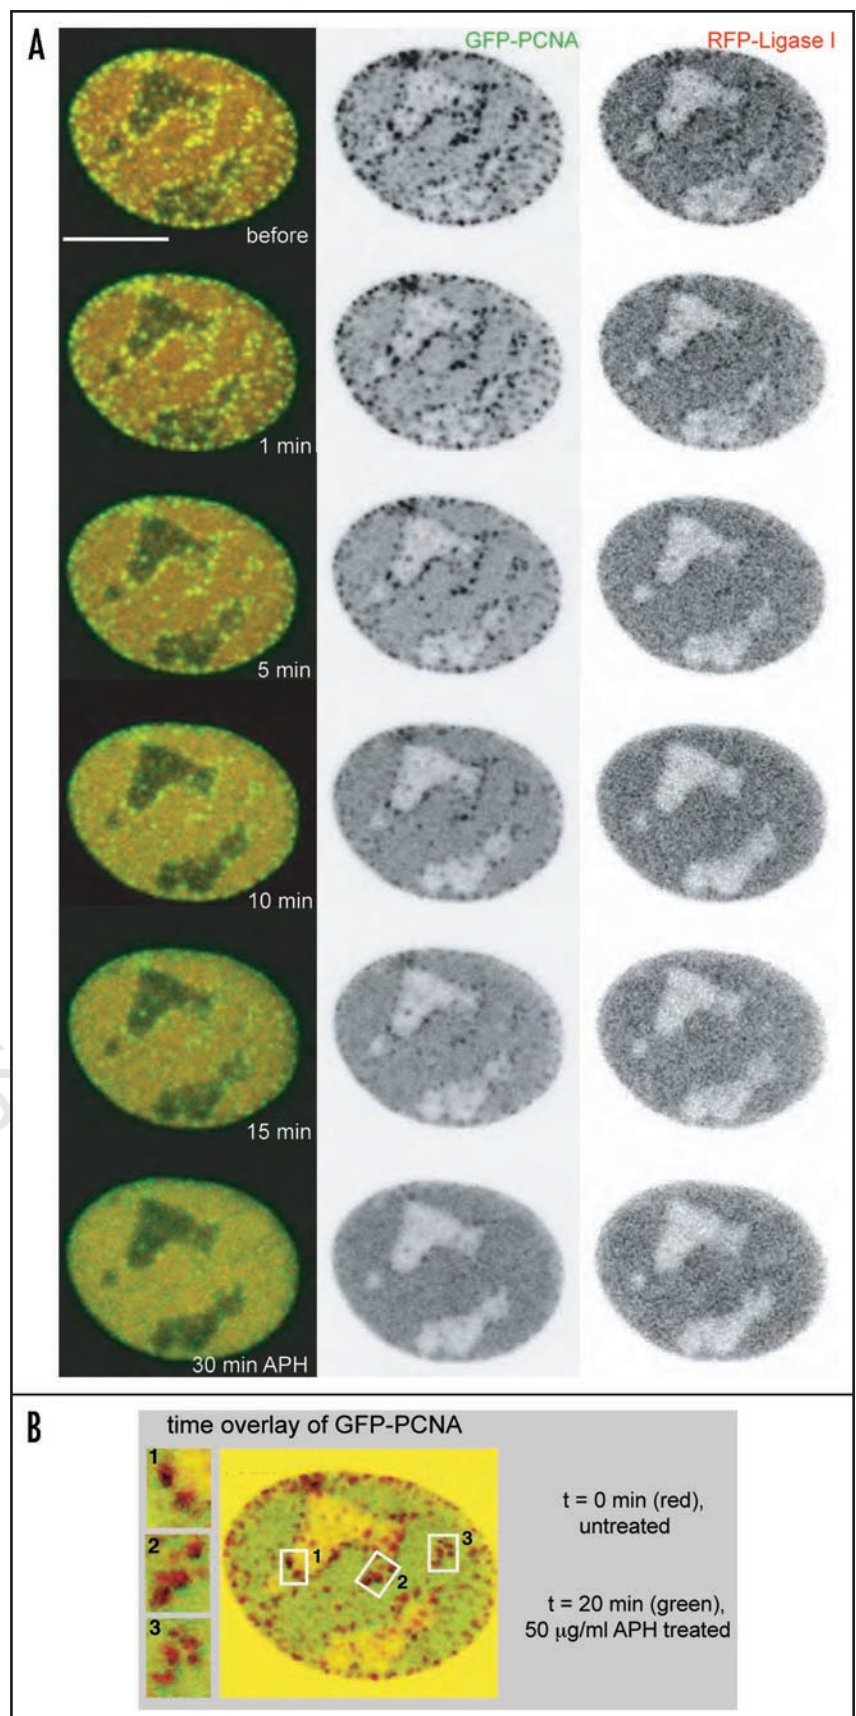 A
GFP-PCNA
RFP-Ligase I
before
1 min
5 min
10 min
15 min
30 min APH
B
time overlay of GFP-PCNA
1
2
3
1
2
3
t = 0 min (red),
untreated
t = 20 min (green),
50 µg/ml APH treated